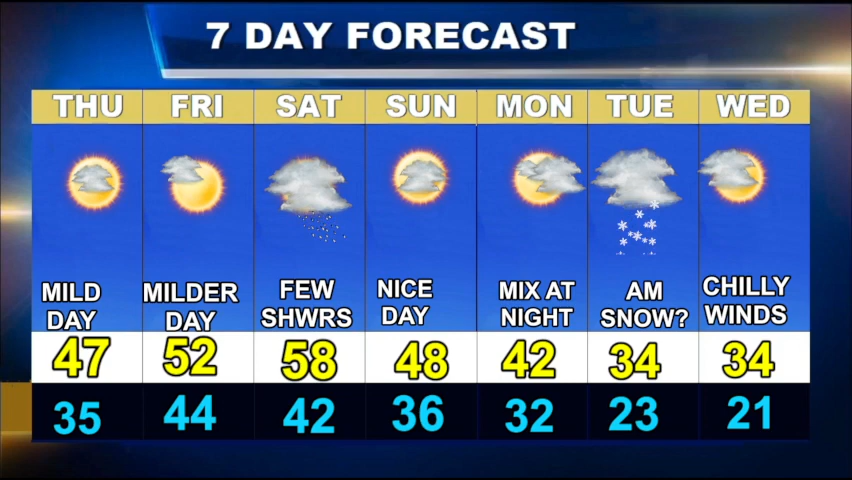 7 DAY FORECAST
THU FRI SAT SUN MON TUE WED
MILD DAY
MILDER DAY
FEW SHWRS
NICE DAY
MIX AT NIGHT
AM SNOW?
CHILLY WINDS
47 52 58 48 42 34 34
35 44 42 36 32 23 21